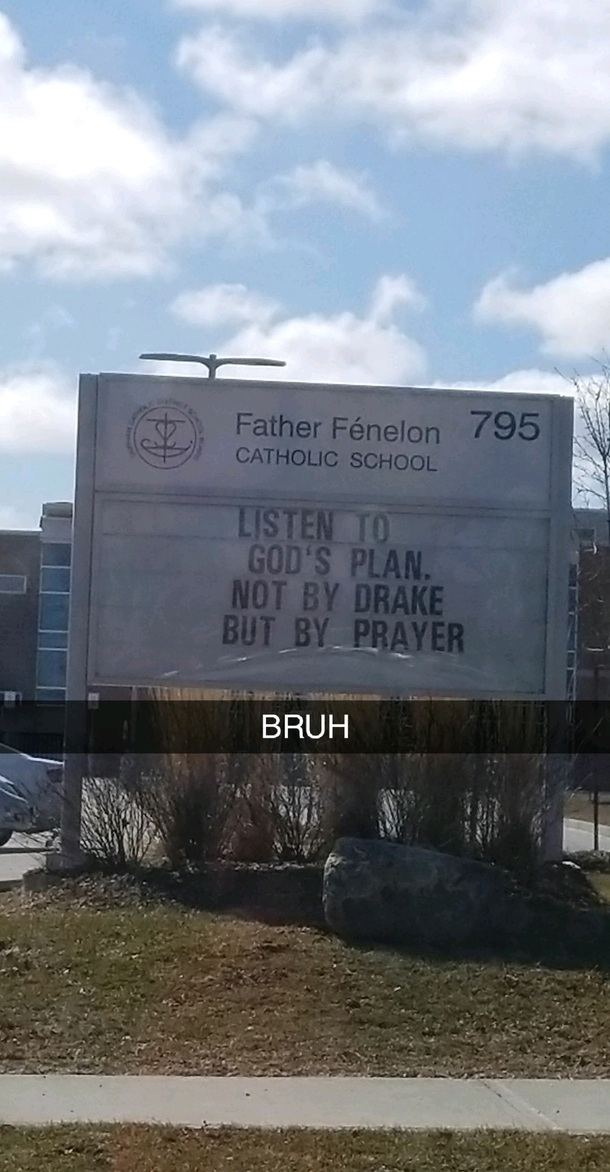 Father Fénelon 795
CATHOLIC SCHOOL
LISTEN TO
GOD'S PLAN.
NOT BY DRAKE
BUT BY PRAYER
BRUH